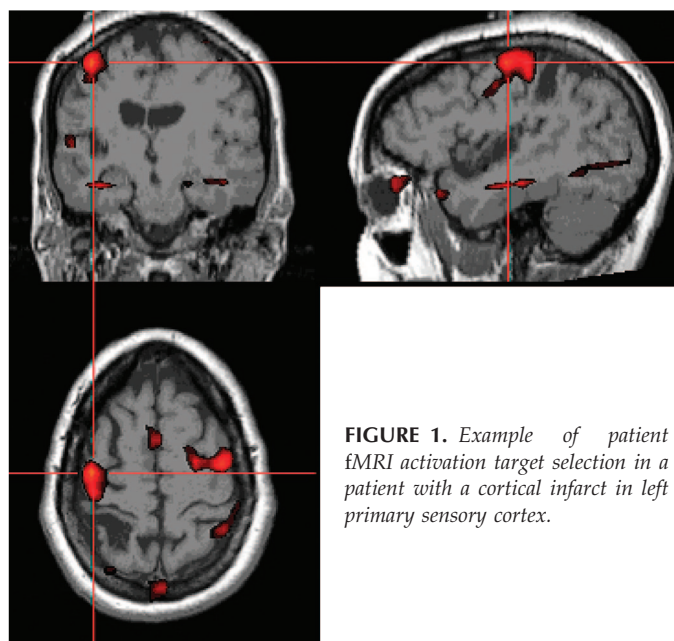 FIGURE 1. Example of patient
fMRI activation target selection in a
patient with a cortical infarct in left
primary sensory cortex.